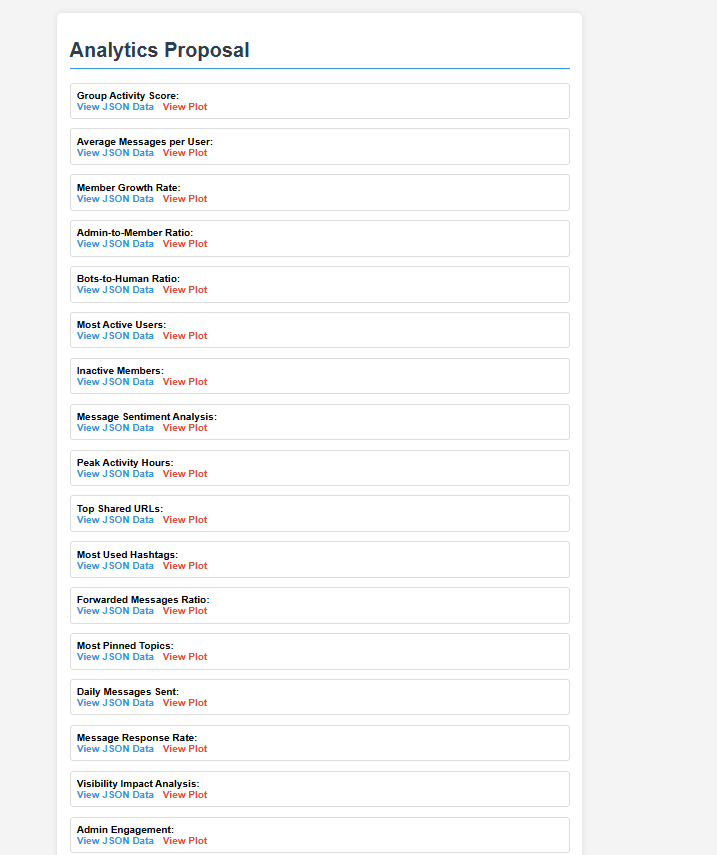 Analytics Proposal
Group Activity Score:
View JSON Data View Plot
Average Messages per User:
View JSON Data View Plot
Member Growth Rate:
View JSON Data View Plot
Admin-to-Member Ratio:
View JSON Data View Plot
Bots-to-Human Ratio:
View JSON Data View Plot
Most Active Users:
View JSON Data View Plot
Inactive Members:
View JSON Data View Plot
Message Sentiment Analysis:
View JSON Data View Plot
Peak Activity Hours:
View JSON Data View Plot
Top Shared URLs:
View JSON Data View Plot
Most Used Hashtags:
View JSON Data View Plot
Forwarded Messages Ratio:
View JSON Data View Plot
Most Pinned Topics:
View JSON Data View Plot
Daily Messages Sent:
View JSON Data View Plot
Message Response Rate:
View JSON Data View Plot
Visibility Impact Analysis:
View JSON Data View Plot
Admin Engagement:
View JSON Data View Plot